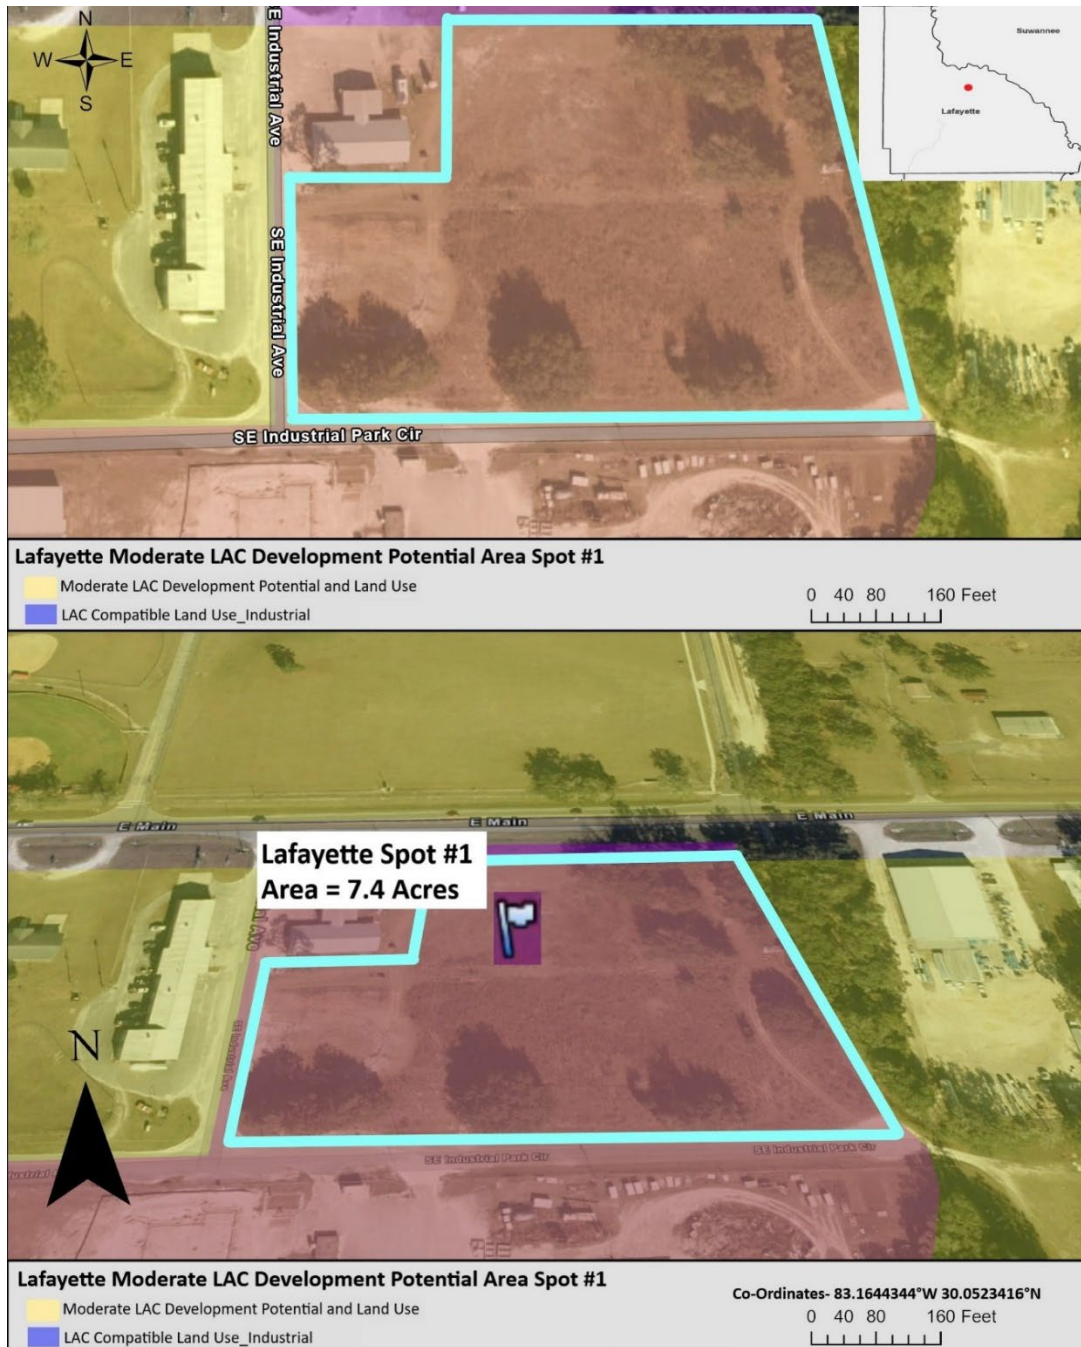 N
W E
S
SE Industrial Ave
SE Industrial Ave
SE Industrial Park Cir
Suwannee
Lafayette
Lafayette Moderate LAC Development Potential Area Spot #1
Moderate LAC Development Potential and Land Use
LAC Compatible Land Use_Industrial
0 40 80 160 Feet
E Main E Main E Main
Lafayette Spot #1
Area = 7.4 Acres
SE Industrial Ave
N
SE Industrial Park Cir SE Industrial Park Cir
Lafayette Moderate LAC Development Potential Area Spot #1
Moderate LAC Development Potential and Land Use
LAC Compatible Land Use_Industrial
Co-Ordinates- 83.1644344°W 30.0523416°N
0 40 80 160 Feet